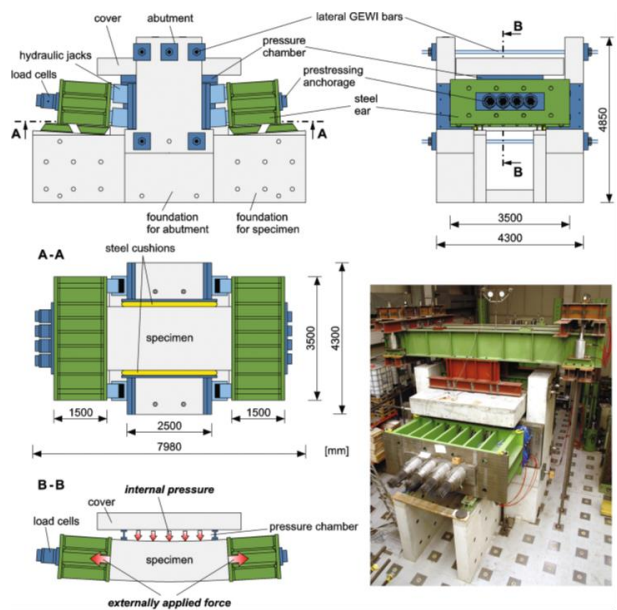 cover
abutment
lateral GEWI bars
hydraulic jacks
load cells
pressure
chamber
prestressing
anchorage
steel
ear
A
A
foundation
for abutment
foundation
for specimen
B
B
4850
3500
4300
A-A
steel cushions
specimen
3500
4300
1500
1500
2500
7980
[mm]
B-B
internal pressure
cover
load cells
pressure chamber
specimen
externally applied force